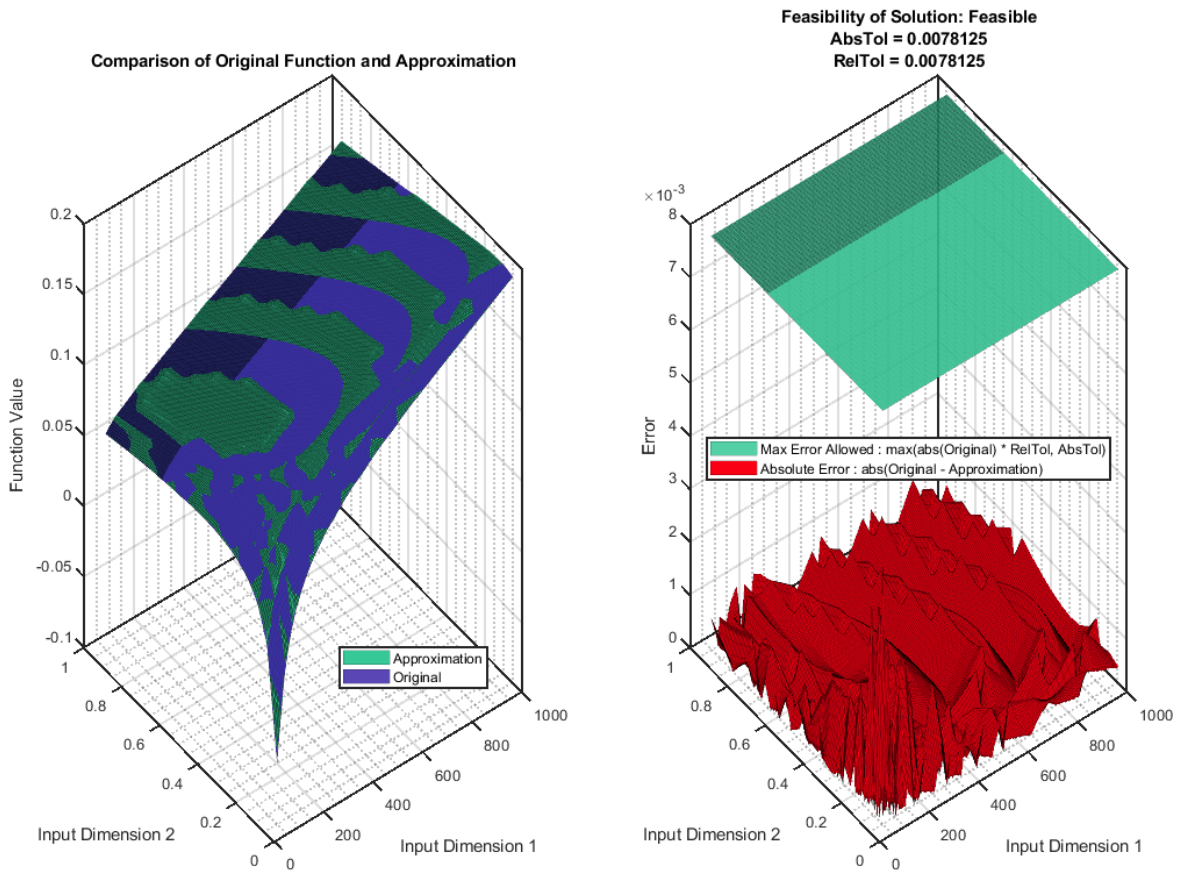 Comparison of Original Function and Approximation
0.2
0.15
0.1
0.05
0
-0.05
-0.1
Function Value
1
0.8
0.6
0.4
0.2
0
Input Dimension 2
0
200
400
600
800
1000
Input Dimension 1
Approximation
Original
Feasibility of Solution: Feasible
AbsTol = 0.0078125
RelTol = 0.0078125
× 10⁻³
8
7
6
5
4
3
2
1
0
Error
Max Error Allowed : max(abs(Original) * RelTol, AbsTol)
Absolute Error : abs(Original - Approximation)
1
0.8
0.6
0.4
0.2
0
Input Dimension 2
0
200
400
600
800
1000
Input Dimension 1